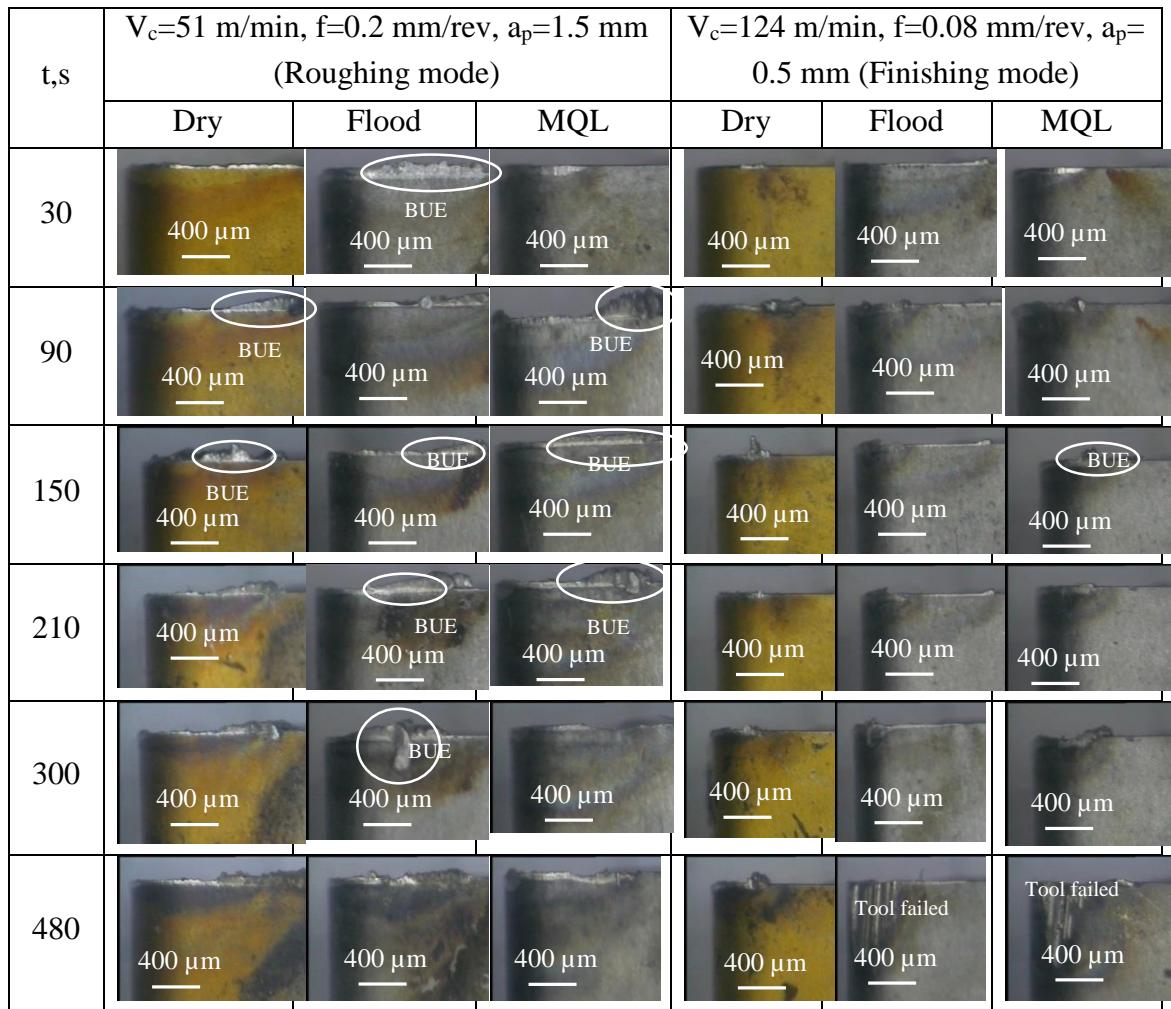 t,s
Vc=51 m/min, f=0.2 mm/rev, ap=1.5 mm
(Roughing mode)
Vc=124 m/min, f=0.08 mm/rev, ap=
0.5 mm (Finishing mode)
Dry Flood MQL Dry Flood MQL
30
BUE
400 µm 400 µm 400 µm 400 µm 400 µm 400 µm
90
BUE BUE
400 µm 400 µm 400 µm 400 µm 400 µm 400 µm
150
BUE BUE BUE BUE
400 µm 400 µm 400 µm 400 µm 400 µm 400 µm
210
BUE BUE
400 µm 400 µm 400 µm 400 µm 400 µm 400 µm
300
BUE
400 µm 400 µm 400 µm 400 µm 400 µm 400 µm
480
Tool failed Tool failed
400 µm 400 µm 400 µm 400 µm 400 µm 400 µm